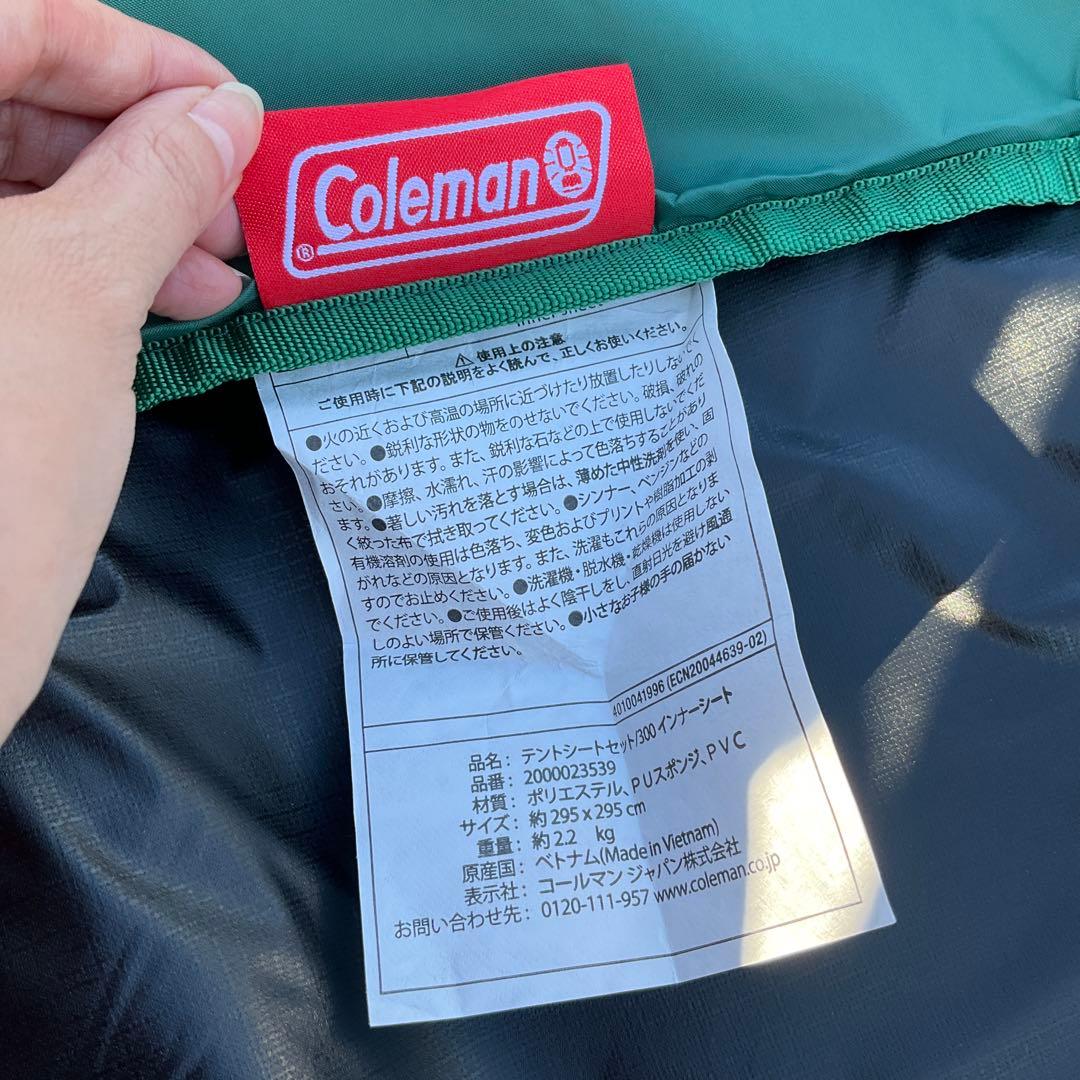 Coleman
®
⚠ 使用上の注意
ご使用時に下記の説明をよく読んで、正しくお使いください。
●火の近くおよび高温の場所に近づけたり放置したりしないでく
ださい。●鋭利な形状の物をのせないでください。破損、破れの
おそれがあります。また、鋭利な石などの上で使用しないでくだ
さい。●摩擦、水濡れ、汗の影響によって色落ちすることがあり
ます。●著しい汚れを落とす場合は、薄めた中性洗剤を使い、固
く絞った布で拭き取ってください。●シンナー、ベンジンなどの
有機溶剤の使用は色落ち、変色およびプリントや樹脂加工の剥
がれなどの原因となります。また、洗濯もこれらの原因となりま
すのでお止めください。●洗濯機・脱水機・乾燥機は使用しない
でください。●ご使用後はよく陰干しをし、直射日光を避け風通
しのよい場所で保管ください。●小さなお子様の手の届かない
所に保管してください。
4010041996 (ECN20044639-02)
品名: テントシートセット/300 インナーシート
品番: 2000023539
材質: ポリエステル、PUスポンジ、PVC
サイズ: 約 295 x 295 cm
重量: 約 2.2 kg
原産国: ベトナム(Made in Vietnam)
表示社: コールマン ジャパン株式会社
お問い合わせ先: 0120-111-957 www.coleman.co.jp